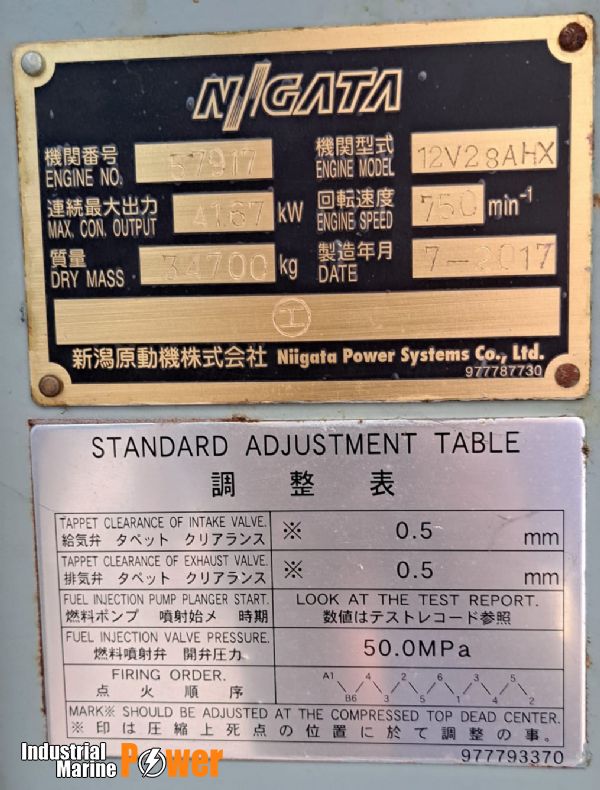 NIIGATA
機関番号 57917 機関型式 12V28AHX
ENGINE NO. ENGINE MODEL
連続最大出力 4167 kW 回転速度 750 min⁻¹
MAX. CON. OUTPUT ENGINE SPEED
質量 34700 kg 製造年月 7-2017
DRY MASS DATE
工
新潟原動機株式会社 Niigata Power Systems Co., Ltd.
977787730
STANDARD ADJUSTMENT TABLE
調 整 表
TAPPET CLEARANCE OF INTAKE VALVE. ※ 0.5 mm
給気弁 タペット クリアランス
TAPPET CLEARANCE OF EXHAUST VALVE. ※ 0.5 mm
排気弁 タペット クリアランス
FUEL INJECTION PUMP PLANGER START. LOOK AT THE TEST REPORT.
燃料ポンプ 噴射始メ 時期 数値はテストレコード参照
FUEL INJECTION VALVE PRESSURE. 50.0MPa
燃料噴射弁 開弁圧力
FIRING ORDER. A1 4 2 6 3 5
点 火 順 序 B6 3 5 1 4 2
MARK※ SHOULD BE ADJUSTED AT THE COMPRESSED TOP DEAD CENTER.
※ 印は圧縮上死点の位置に於て調整の事。
977793370
Industrial
Marine Power